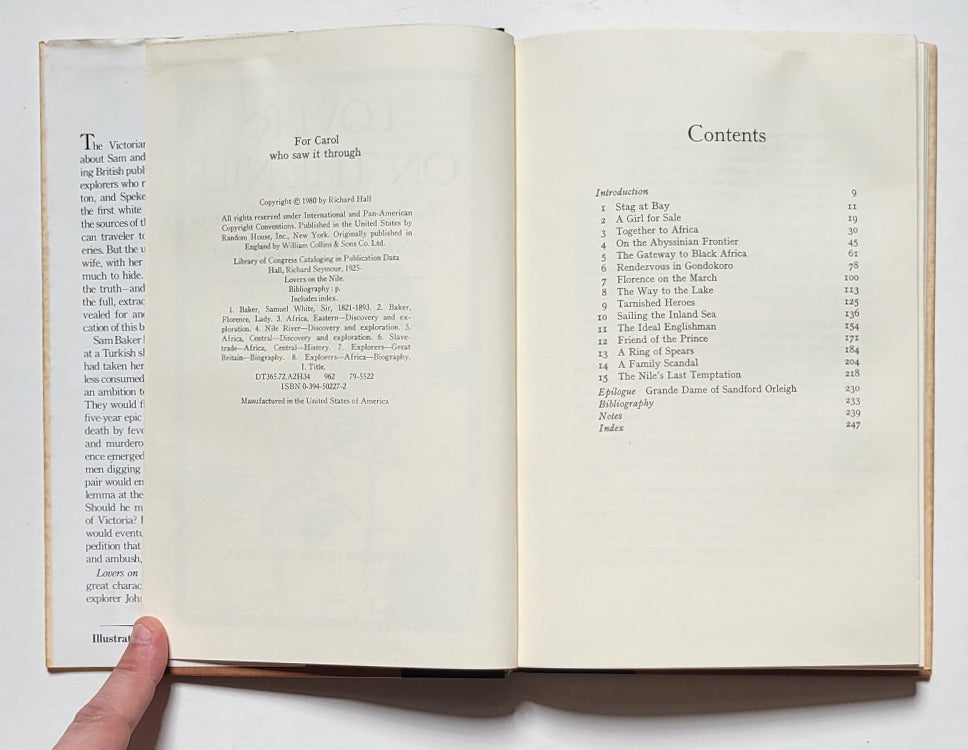 The Victorian
about Sam and
ing British publ
explorers who r
ton, and Speke
the first white
the sources of th
can traveler to
eries. But the u
wife, with her
much to hide.
the truth—and
the full, extrac
vealed for and
cation of this b
Sam Baker
at a Turkish sl
had taken her
less consumed
an ambition t
They would fi
five-year epic
death by feve
and murdero
ence emerged
men digging
pair would en
lemma at the
Should he m
of Victoria?
would eventu
pedition that
and ambush,
Lovers on
great charac
explorer Joh
Illustrat
For Carol
who saw it through
Copyright © 1980 by Richard Hall
All rights reserved under International and Pan-American
Copyright Conventions. Published in the United States by
Random House, Inc., New York. Originally published in
England by William Collins & Sons Co. Ltd.
Library of Congress Cataloging in Publication Data
Hall, Richard Seymour, 1925-
Lovers on the Nile.
Bibliography: p.
Includes index.
1. Baker, Samuel White, Sir, 1821-1893. 2. Baker,
Florence, Lady. 3. Africa, Eastern—Discovery and ex-
ploration. 4. Nile River—Discovery and exploration. 5.
Africa, Central—Discovery and exploration. 6. Slave-
trade—Africa, Central—History. 7. Explorers—Great
Britain—Biography. 8. Explorers—Africa—Biography.
I. Title.
DT365.72.A2H34 962 79-5522
ISBN 0-394-50227-2
Manufactured in the United States of America
Contents
Introduction 9
1 Stag at Bay 11
2 A Girl for Sale 19
3 Together to Africa 30
4 On the Abyssinian Frontier 45
5 The Gateway to Black Africa 61
6 Rendezvous in Gondokoro 78
7 Florence on the March 100
8 The Way to the Lake 113
9 Tarnished Heroes 125
10 Sailing the Inland Sea 136
11 The Ideal Englishman 154
12 Friend of the Prince 171
13 A Ring of Spears 184
14 A Family Scandal 204
15 The Nile's Last Temptation 218
Epilogue Grande Dame of Sandford Orleigh 230
Bibliography 233
Notes 239
Index 247